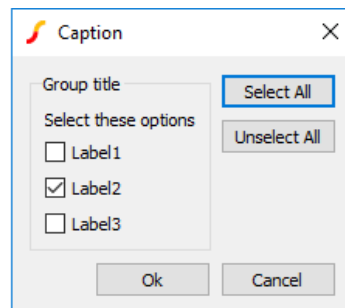 Caption
Group title
Select these options
Label1
Label2
Label3
Select All
Unselect All
Ok
Cancel